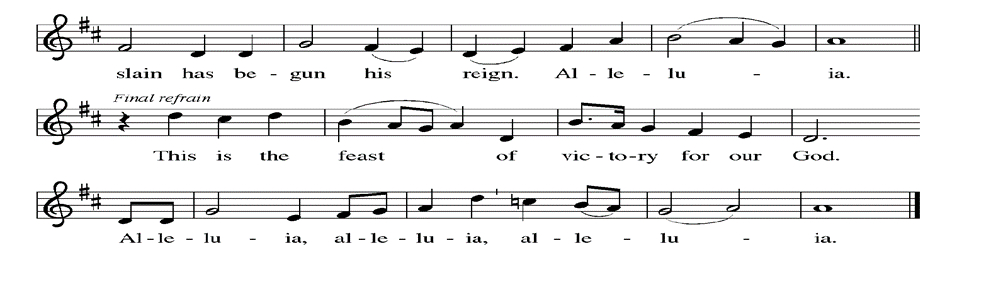 slain has be - gun his reign. Al - le - lu - ia.
Final refrain
This is the feast of vic - to - ry for our God.
Al - le - lu - ia, al - le - lu - ia, al - le - lu - ia.